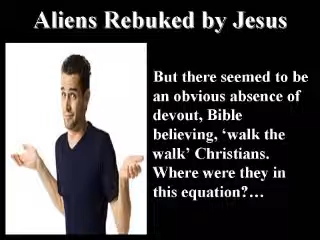 Aliens Rebuked by Jesus
But there seemed to be
an obvious absence of
devout, Bible
believing, ‘walk the
walk’ Christians.
Where were they in
this equation?…